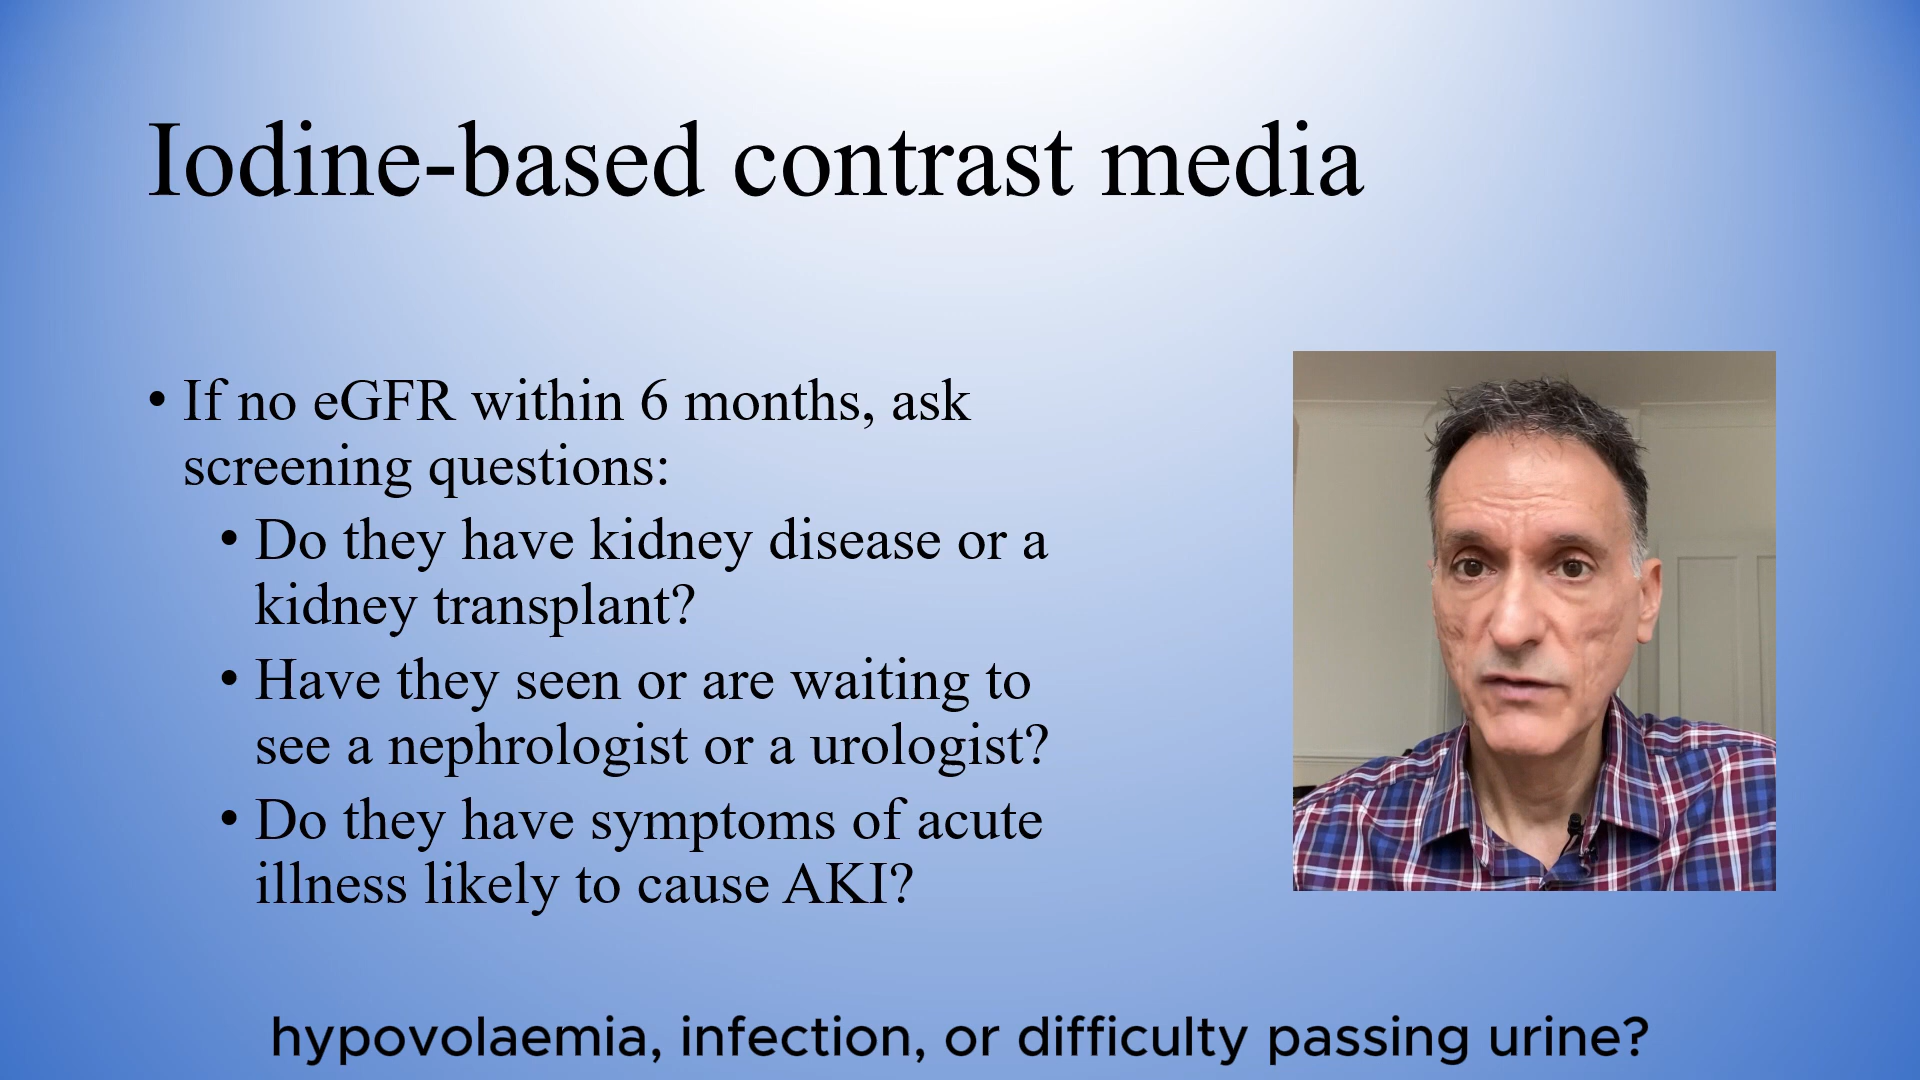 Iodine-based contrast media
• If no eGFR within 6 months, ask
screening questions:
• Do they have kidney disease or a
kidney transplant?
• Have they seen or are waiting to
see a nephrologist or a urologist?
• Do they have symptoms of acute
illness likely to cause AKI?
hypovolaemia, infection, or difficulty passing urine?